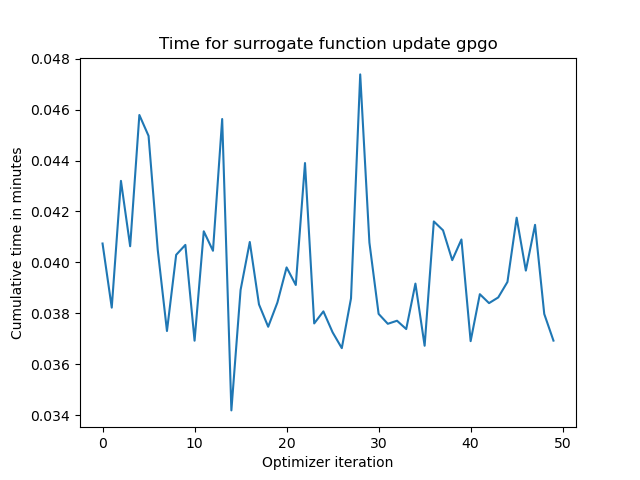 Time for surrogate function update gpgo
0.048
0.046
0.044
0.042
0.040
0.038
0.036
0.034
Cumulative time in minutes
0 10 20 30 40 50
Optimizer iteration